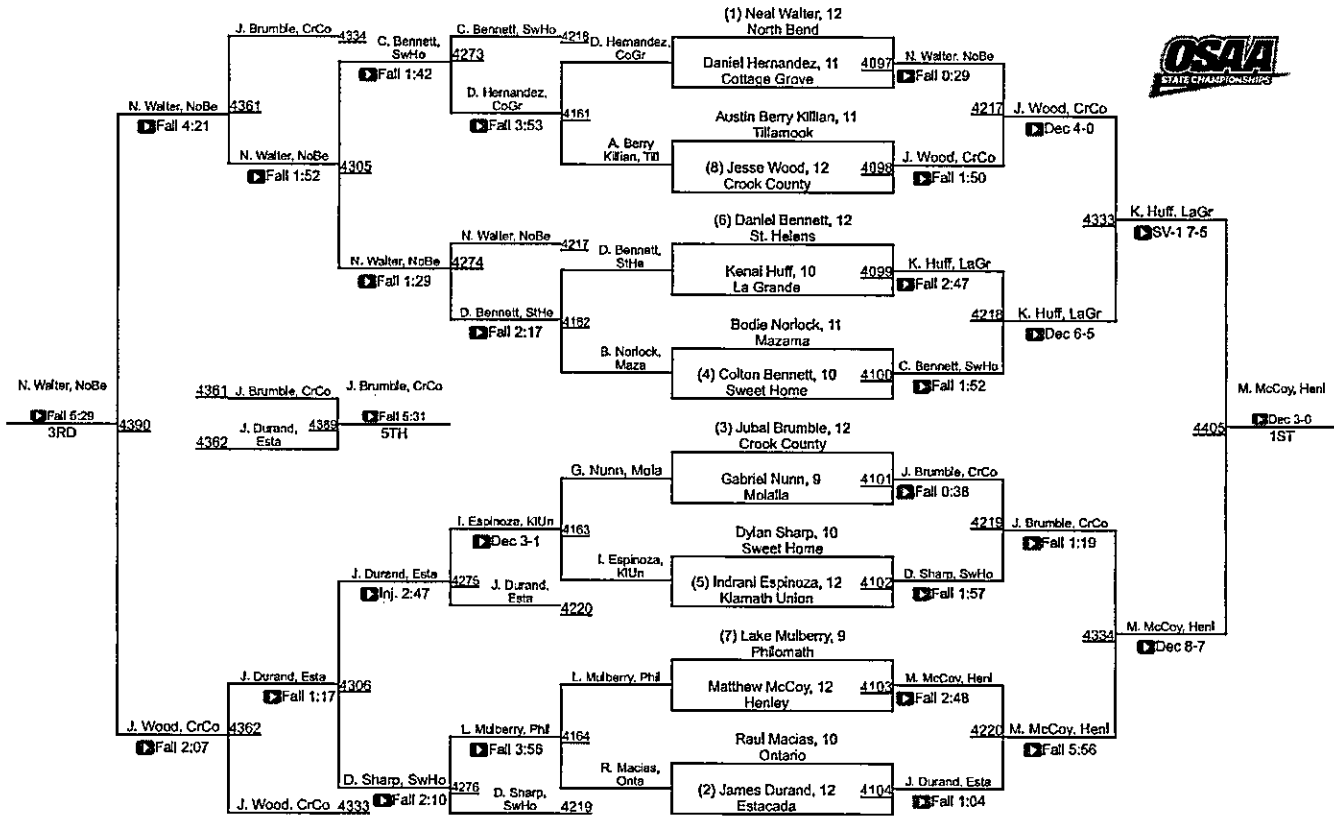 OSAA
STATE CHAMPIONSHIPS
(1) Neal Walter, 12
North Bend
Daniel Hernandez, 11
Cottage Grove
4097
N. Walter, NoBe
Fall 0:29
Austin Berry Killian, 11
Tillamook
(8) Jesse Wood, 12
Crook County
4098
J. Wood, CrCo
Fall 1:50
4217
J. Wood, CrCo
Dec 4-0
(6) Daniel Bennett, 12
St. Helens
Kenai Huff, 10
La Grande
4099
K. Huff, LaGr
Fall 2:47
Bodie Norlock, 11
Mazama
(4) Colton Bennett, 10
Sweet Home
4100
C. Bennett, SwHo
Fall 1:52
4218
K. Huff, LaGr
Dec 6-5
4333
K. Huff, LaGr
SV-1 7-5
(3) Jubal Brumble, 12
Crook County
Gabriel Nunn, 9
Molalla
4101
J. Brumble, CrCo
Fall 0:38
Dylan Sharp, 10
Sweet Home
(5) Indrani Espinoza, 12
Klamath Union
4102
D. Sharp, SwHo
Fall 1:57
4219
J. Brumble, CrCo
Fall 1:19
(7) Lake Mulberry, 9
Philomath
Matthew McCoy, 12
Henley
4103
M. McCoy, Henl
Fall 2:48
Raul Macias, 10
Ontario
(2) James Durand, 12
Estacada
4104
J. Durand, Esta
Fall 1:04
4220
M. McCoy, Henl
Fall 5:56
4334
M. McCoy, Henl
Dec 8-7
4405
M. McCoy, Henl
Dec 3-0
1ST
D. Hernandez,
CoGr
A. Berry
Killian, Till
4161
D. Hernandez,
CoGr
Fall 3:53
C. Bennett, SwHo
4218
4273
C. Bennett,
SwHo
Fall 1:42
D. Bennett,
StHe
B. Norlock,
Maza
4162
D. Bennett, StHe
Fall 2:17
N. Walter, NoBe
4217
4274
N. Walter, NoBe
Fall 1:29
4305
N. Walter, NoBe
Fall 1:52
J. Brumble, CrCo
4334
4361
N. Walter, NoBe
Fall 4:21
G. Nunn, Mola
I. Espinoza,
KlUn
4163
I. Espinoza, KlUn
Dec 3-1
J. Durand,
Esta
4220
4275
J. Durand, Esta
Inj. 2:47
L. Mulberry, Phil
R. Macias,
Onta
4164
L. Mulberry, Phil
Fall 3:56
D. Sharp,
SwHo
4219
4276
D. Sharp, SwHo
Fall 2:10
4306
J. Durand, Esta
Fall 1:17
J. Wood, CrCo
4333
4362
J. Wood, CrCo
Fall 2:07
4390
N. Walter, NoBe
Fall 5:29
3RD
4361
J. Brumble, CrCo
4362
J. Durand,
Esta
4389
J. Brumble, CrCo
Fall 5:31
5TH